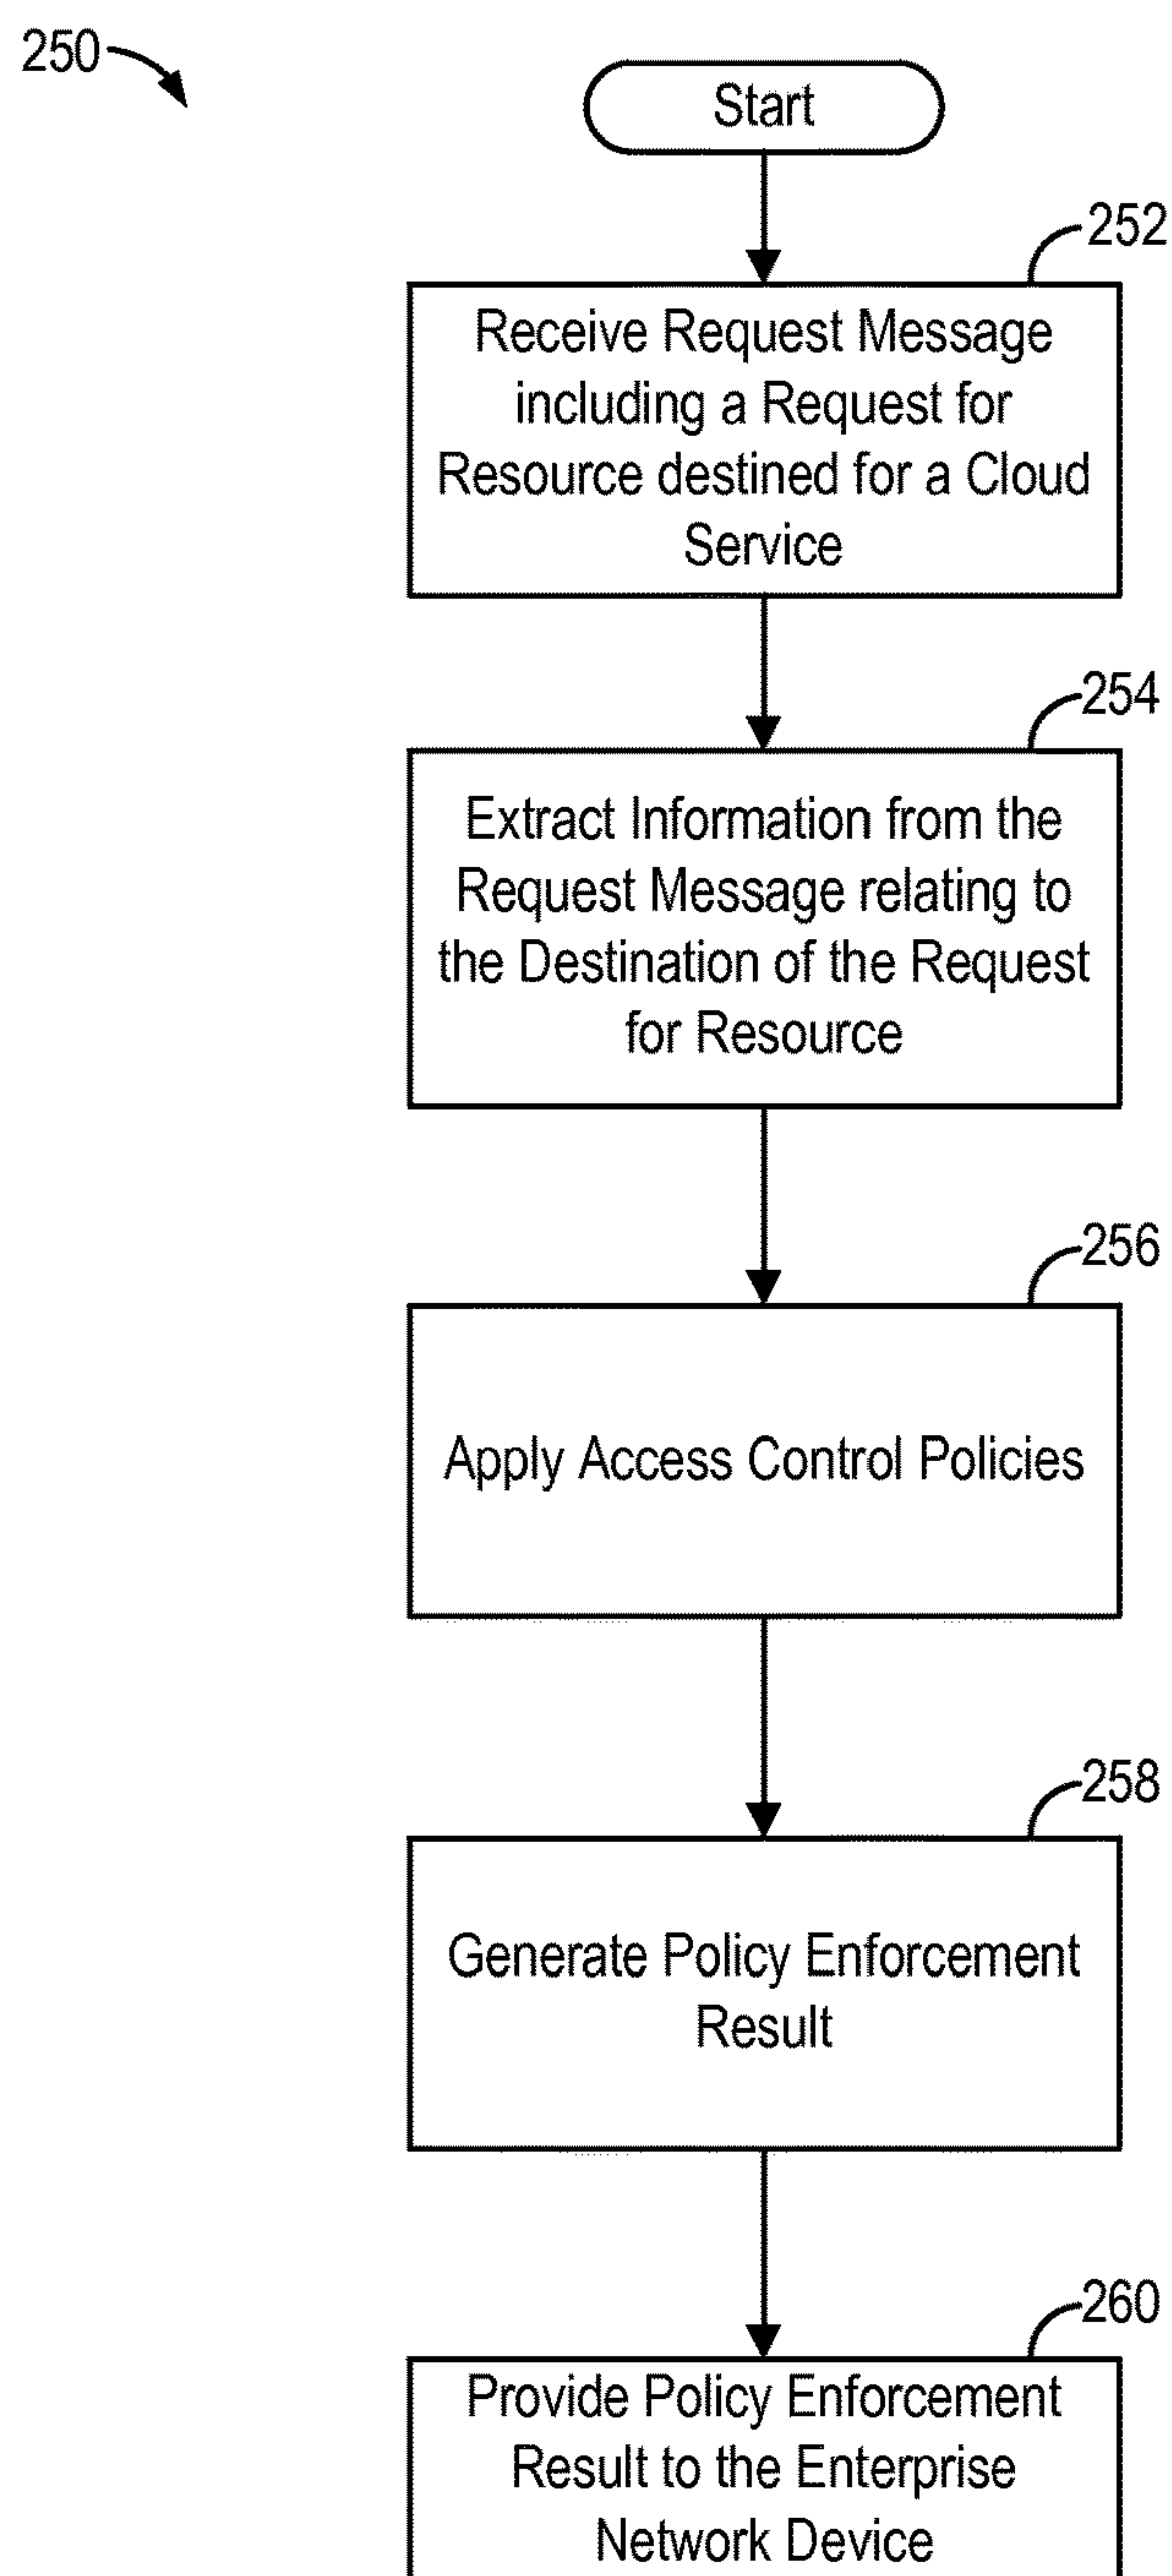 250
Start
252
Receive Request Message
including a Request for
Resource destined for a Cloud
Service
254
Extract Information from the
Request Message relating to
the Destination of the Request
for Resource
256
Apply Access Control Policies
258
Generate Policy Enforcement
Result
260
Provide Policy Enforcement
Result to the Enterprise
Network Device